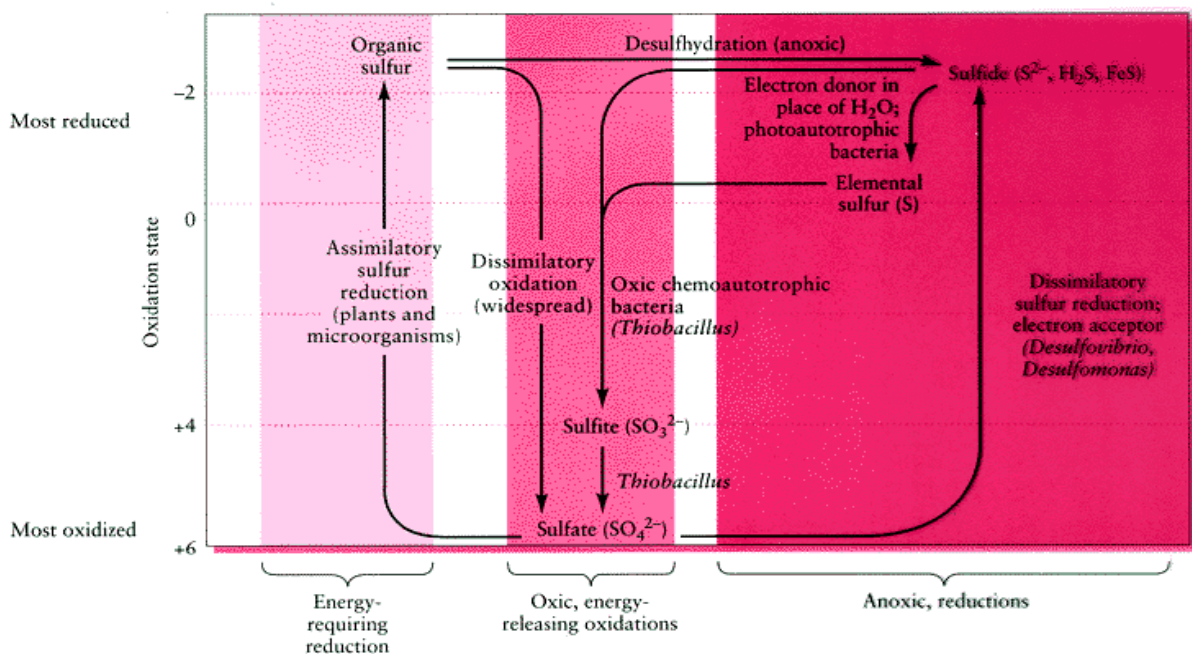 Organic
sulfur
Desulfhydration (anoxic)
Sulfide (S²⁻, H₂S, FeS)
Electron donor in
place of H₂O;
photoautotrophic
bacteria
Elemental
sulfur (S)
−2
Most reduced
0
Oxidation state
Assimilatory
sulfur
reduction
(plants and
microorganisms)
Dissimilatory
oxidation
(widespread)
Oxic chemoautotrophic
bacteria
(Thiobacillus)
Dissimilatory
sulfur reduction;
electron acceptor
(Desulfovibrio,
Desulfomonas)
+4
Sulfite (SO₃²⁻)
Thiobacillus
Most oxidized
Sulfate (SO₄²⁻)
+6
Energy-
requiring
reduction
Oxic, energy-
releasing oxidations
Anoxic, reductions